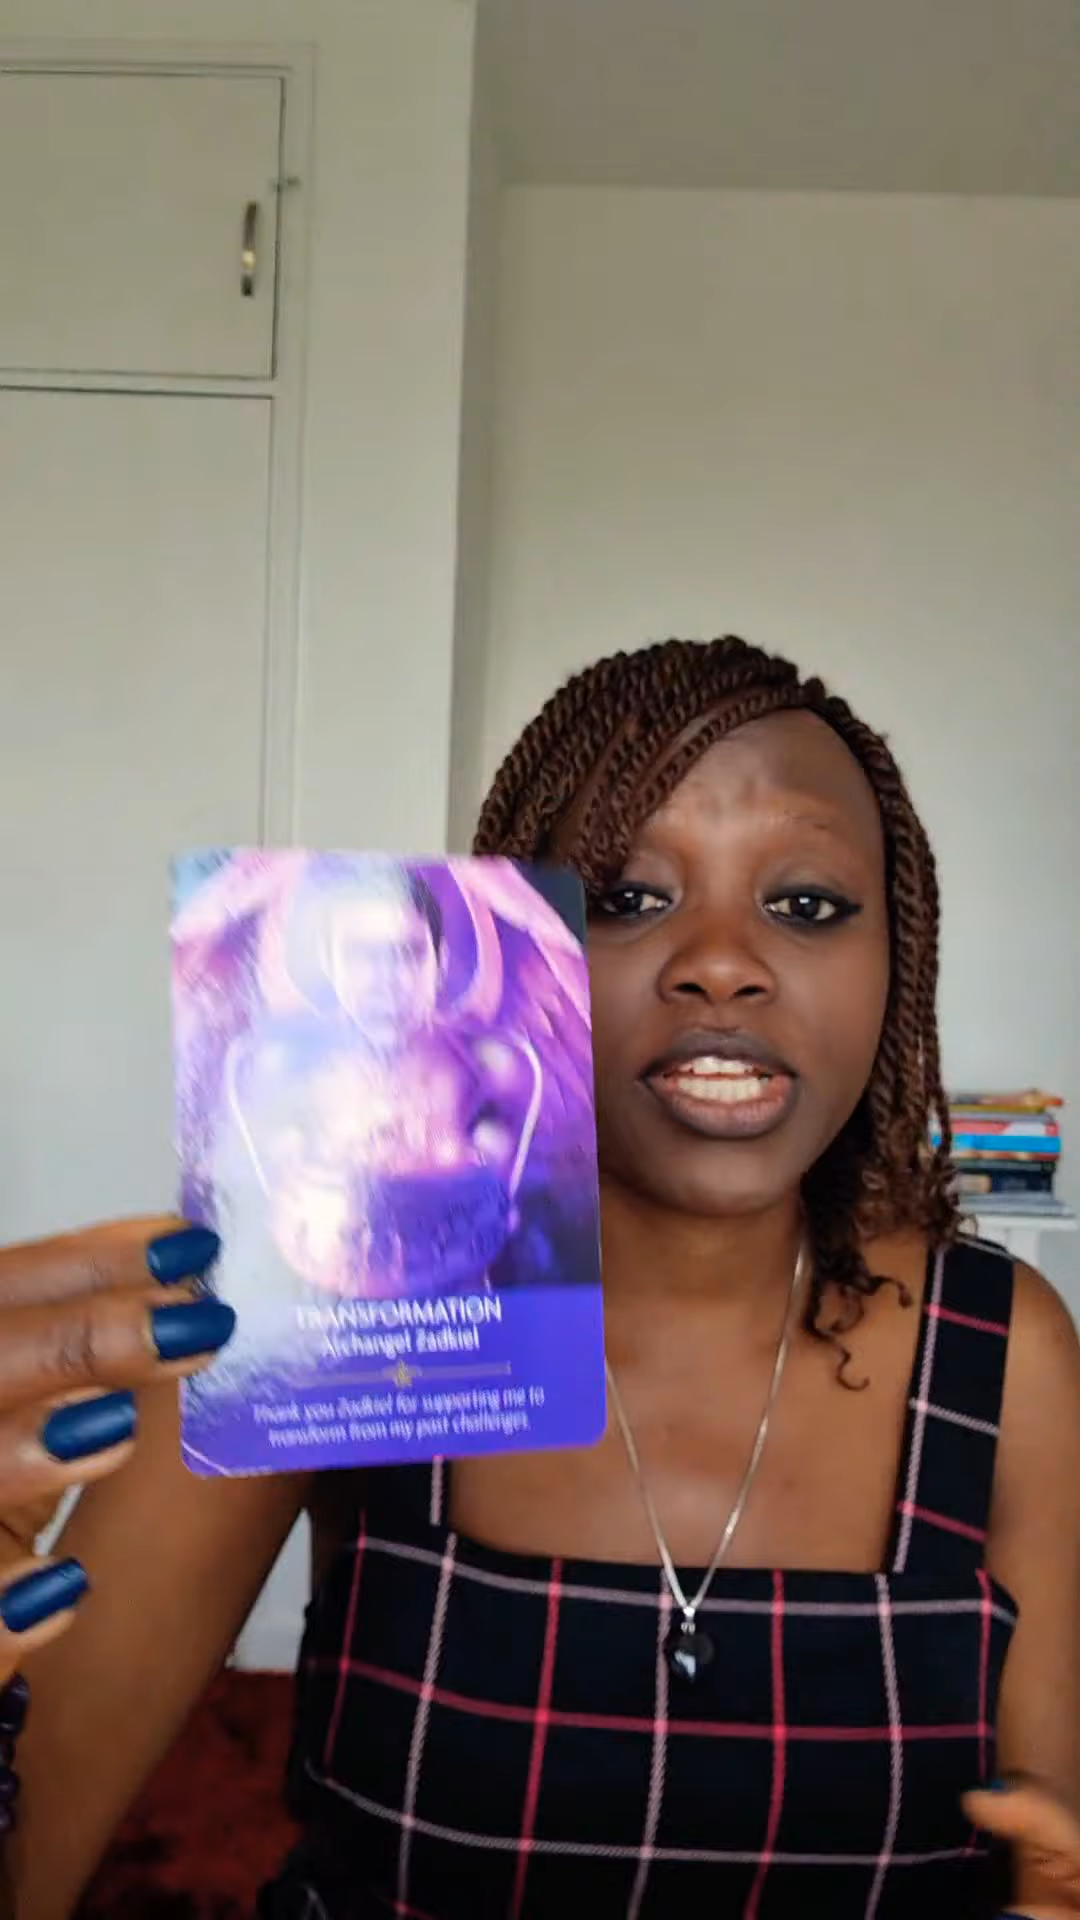 TRANSFORMATION
Archangel Zadkiel
Thank you Zadkiel for supporting me to
transform from my past challenges.